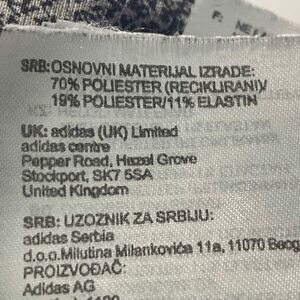 F:
SRB:OSNOVNI MATERIJAL IZRADE:
70% POLIESTER (RECIKLIRANI)/
19% POLIESTER/11% ELASTIN
UK: adidas (UK) Limited
adidas centre
Pepper Road, Hazel Grove
Stockport, SK7 5SA
United Kingdom
SRB: UZOZNIK ZA SRBIJU:
adidas Serbia
d.o.o.Milutina Milankovića 11a, 11070 Beog
PROIZVOĐAČ:
Adidas AG